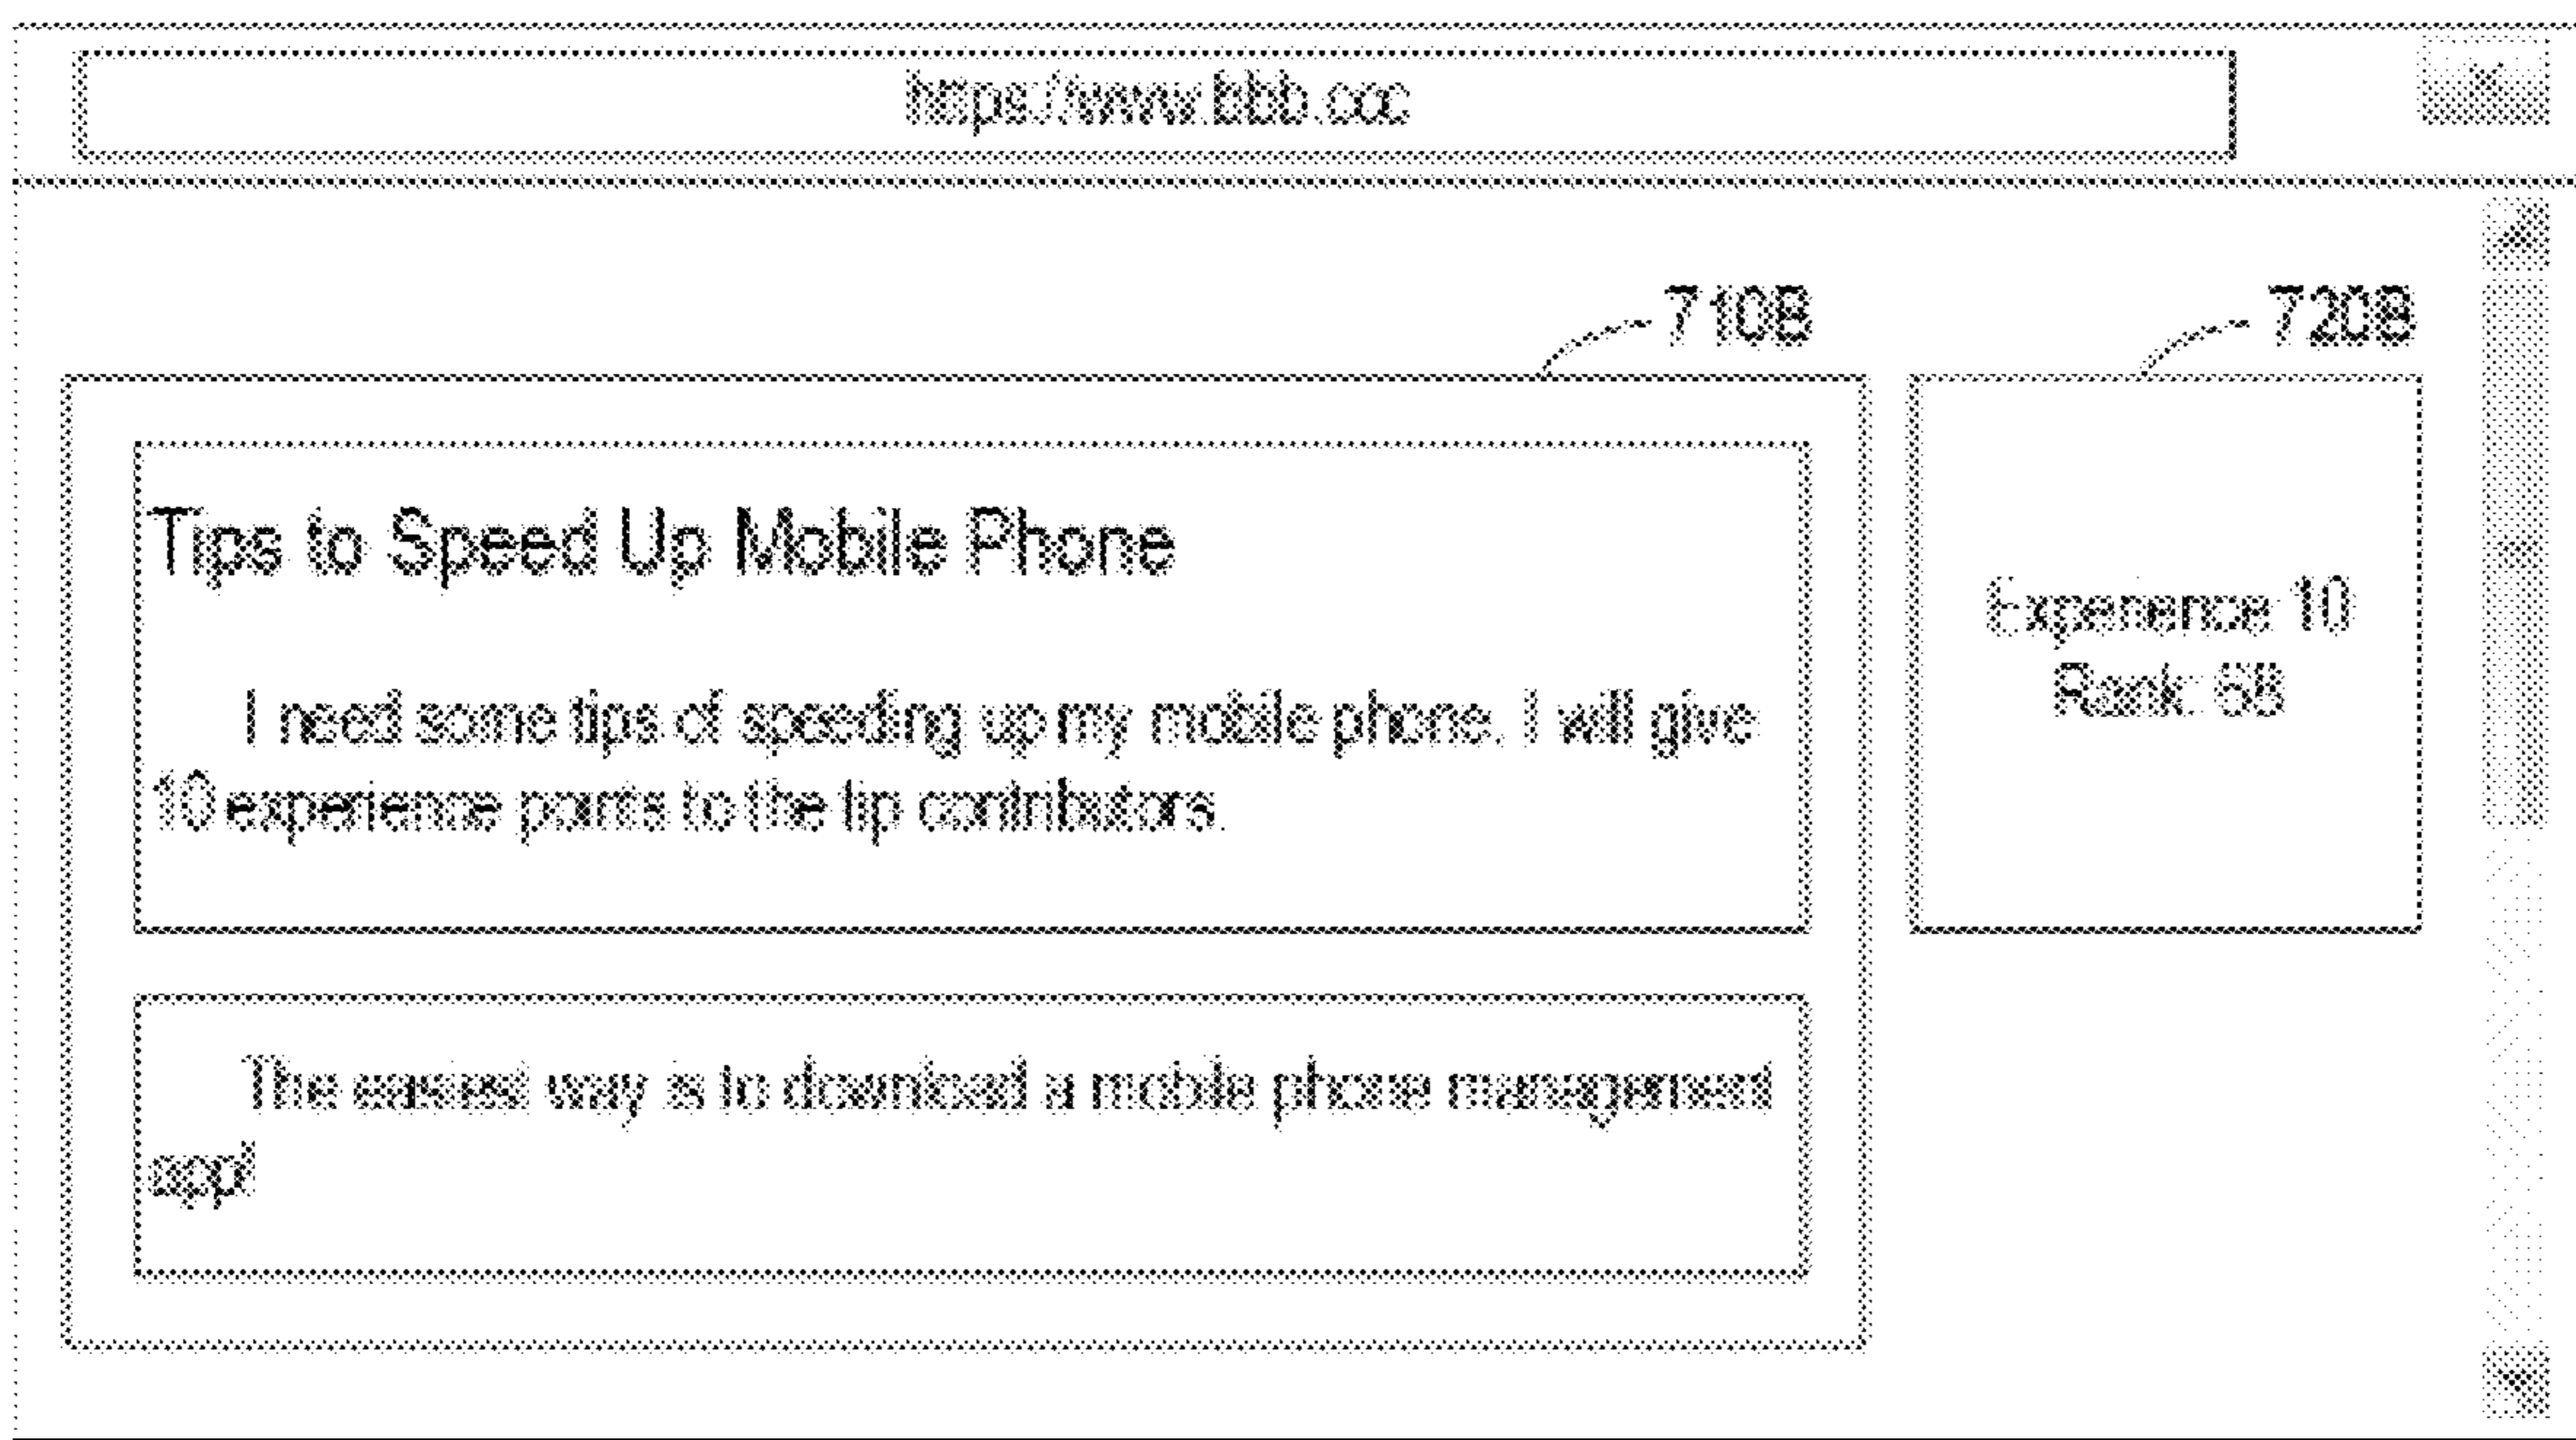 https://www.bbb.ccc
710B
720B
Tips to Speed Up Mobile Phone
I need some tips of speeding up my mobile phone. I will give
10 experience points to the tip contributors.
Experience 10
Rank:
The easiest way is to download a mobile phone management
app!